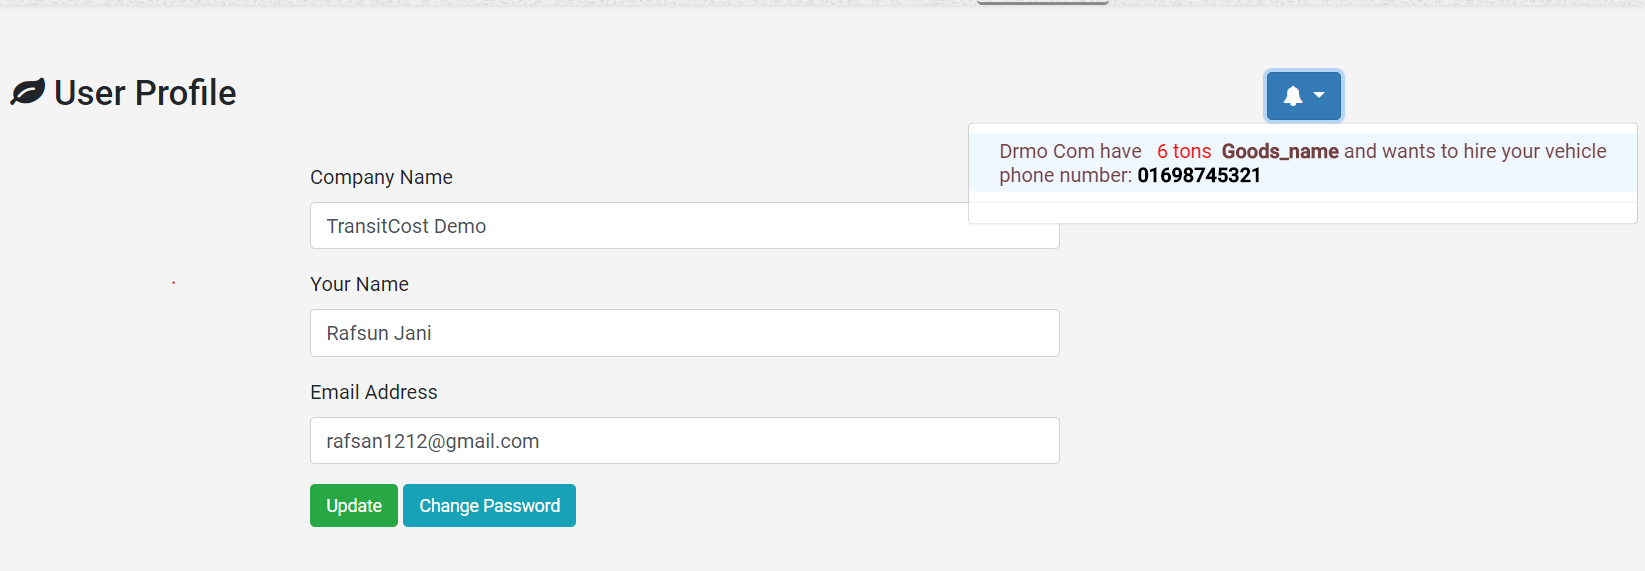 User Profile
Drmo Com have 6 tons Goods_name and wants to hire your vehicle
phone number: 01698745321
Company Name
TransitCost Demo
Your Name
Rafsun Jani
Email Address
rafsan1212@gmail.com
Update Change Password